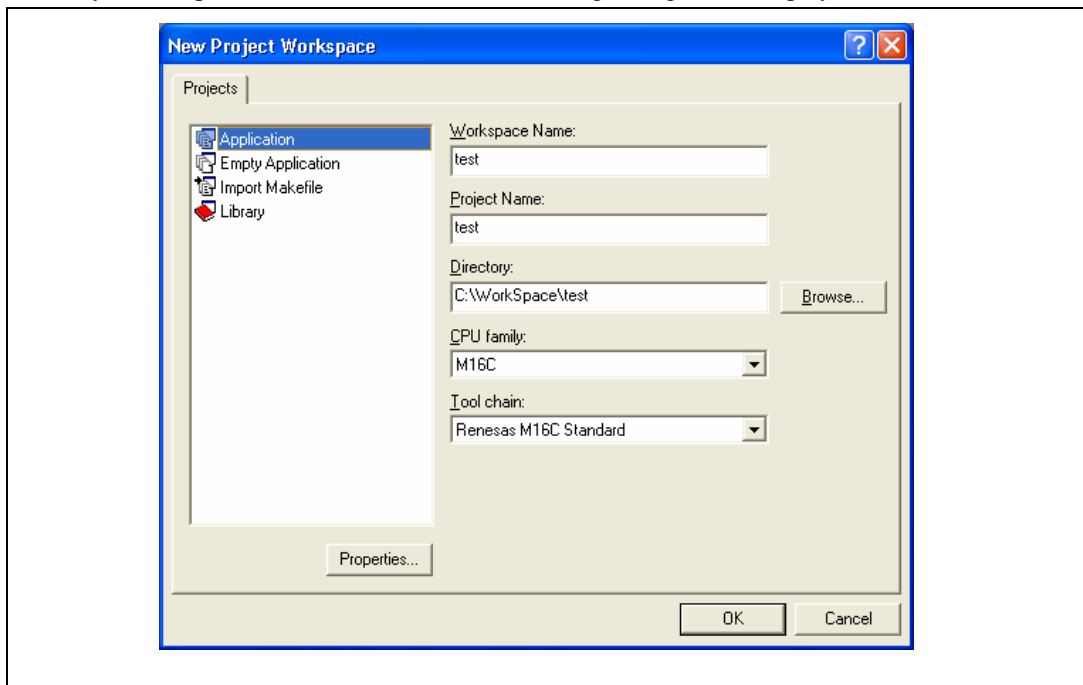 New Project Workspace
Projects
Application
Empty Application
Import Makefile
Library
Properties...
Workspace Name:
test
Project Name:
test
Directory:
C:\WorkSpace\test
Browse...
CPU family:
M16C
Tool chain:
Renesas M16C Standard
OK
Cancel